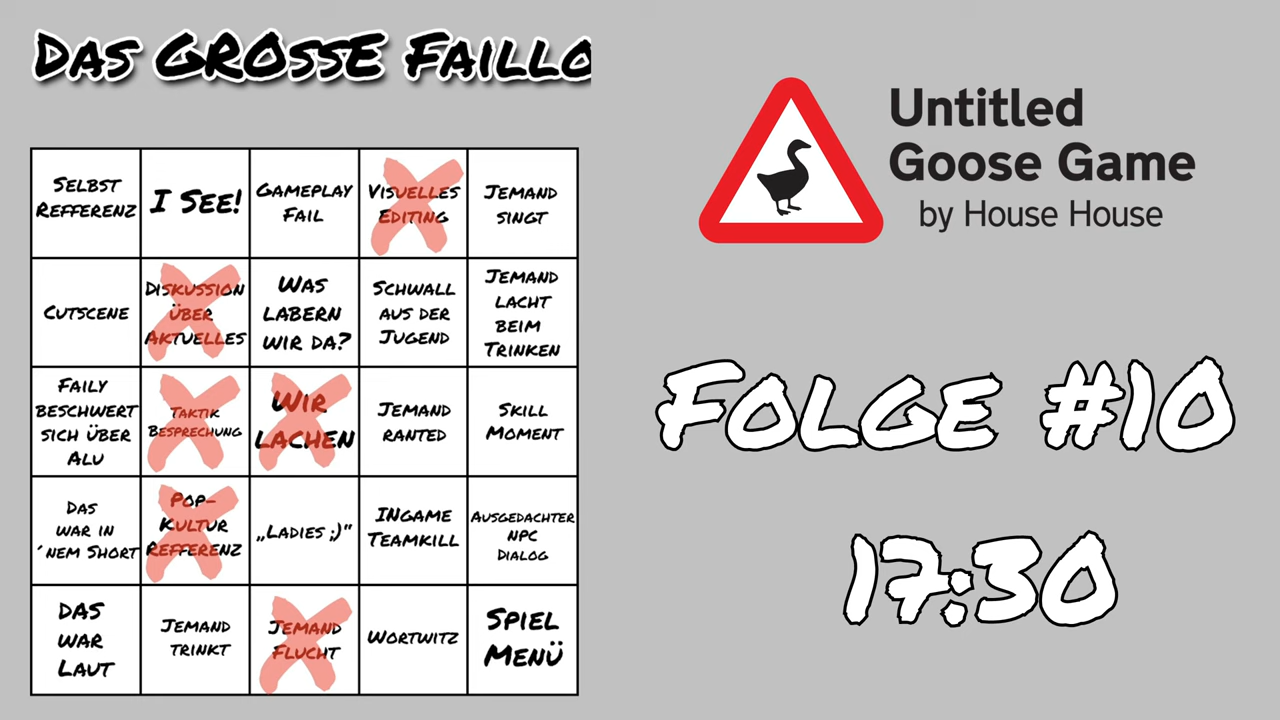 Das GROSSE Faillo
Selbst
Refferenz
I See!
Gameplay
Fail
Visuelles
Editing
Jemand
singt
Cutscene
Diskussion
über
Aktuelles
Was
labern
wir da?
Schwall
aus der
Jugend
Jemand
lacht
beim
Trinken
Faily
beschwert
sich über
Alu
Taktik
Besprechung
Wir
lachen
Jemand
ranted
Skill
Moment
Das
war in
´nem Short
Pop-
Kultur
Refferenz
„Ladies ;)“
INgame
Teamkill
Ausgedachter
NPC
Dialog
Das
war
Laut
Jemand
trinkt
Jemand
Flucht
Wortwitz
Spiel
Menü
Untitled
Goose Game
by House House
Folge #10
17:30